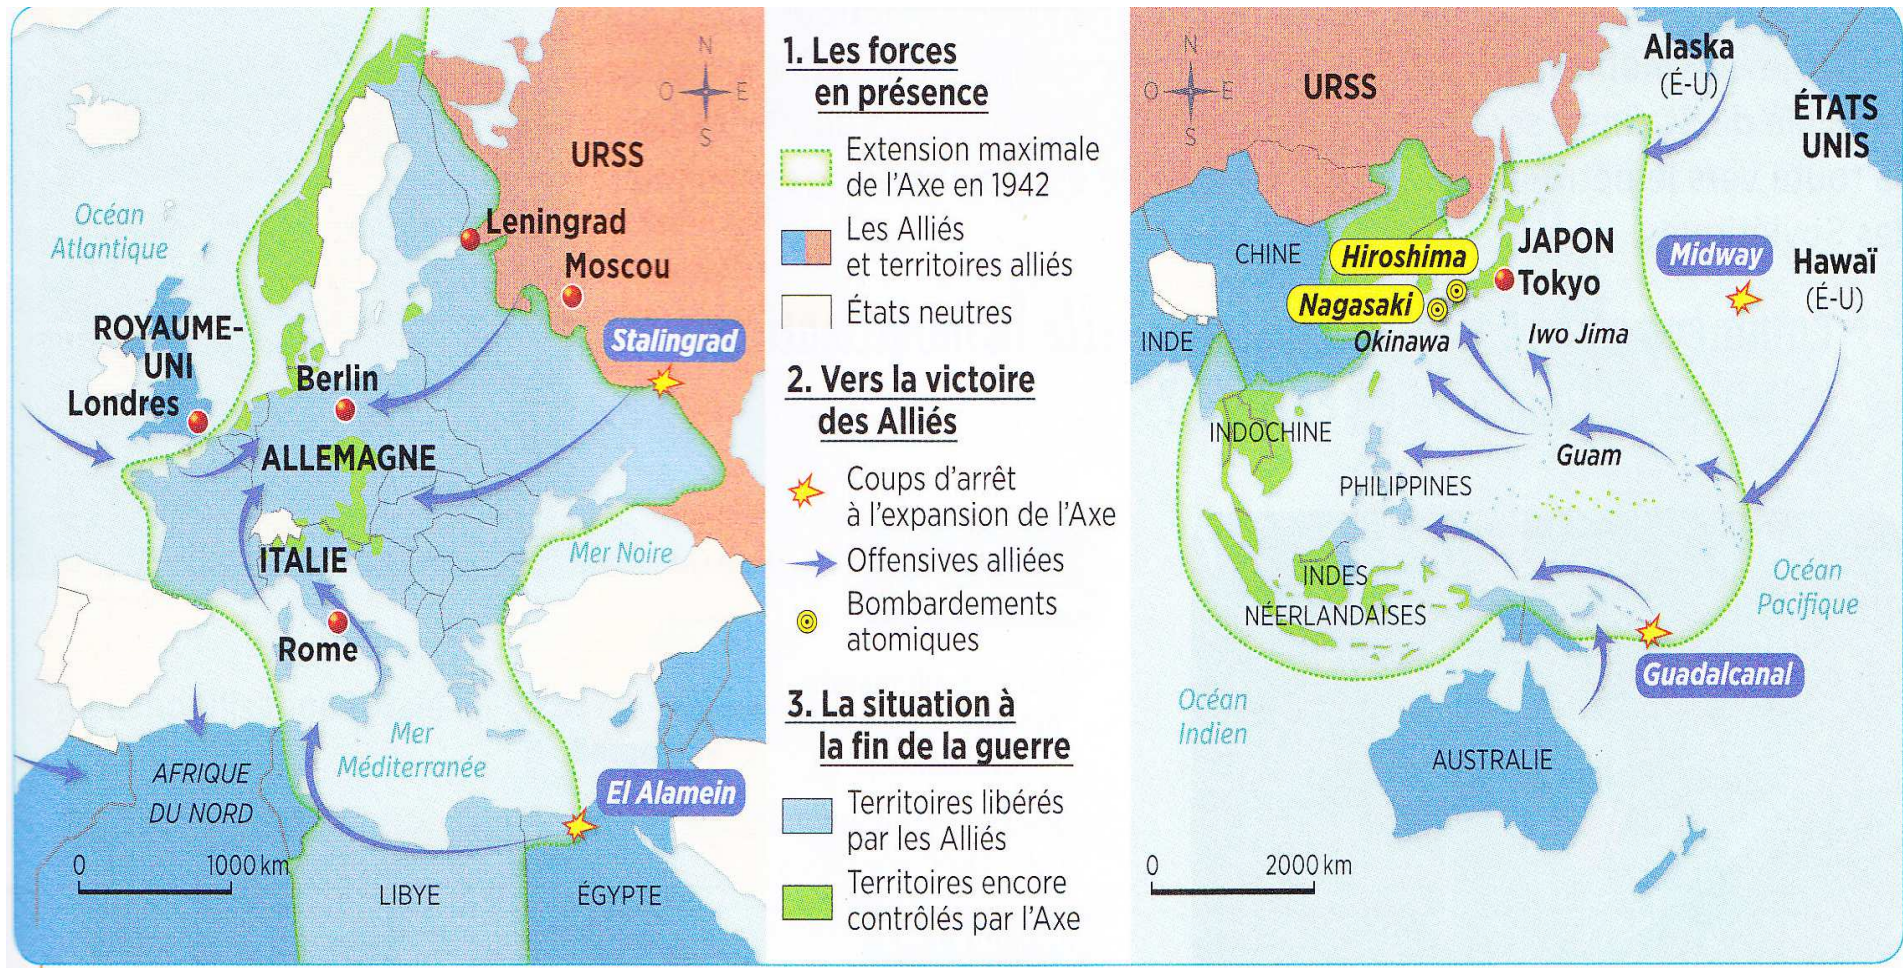 N
O
E
S
URSS
Océan
Atlantique
Leningrad
Moscou
ROYAUME-
UNI
Stalingrad
Londres
Berlin
ALLEMAGNE
ITALIE
Mer Noire
Rome
Mer
Méditerranée
AFRIQUE
DU NORD
El Alamein
0
1000 km
LIBYE
ÉGYPTE
1. Les forces
en présence
Extension maximale
de l'Axe en 1942
Les Alliés
et territoires alliés
États neutres
2. Vers la victoire
des Alliés
Coups d'arrêt
à l'expansion de l'Axe
Offensives alliées
Bombardements
atomiques
3. La situation à
la fin de la guerre
Territoires libérés
par les Alliés
Territoires encore
contrôlés par l'Axe
N
O
E
S
URSS
Alaska
(É-U)
ÉTATS
UNIS
CHINE
Hiroshima
JAPON
Midway
Hawaï
(É-U)
Nagasaki
Tokyo
INDE
Okinawa
Iwo Jima
INDOCHINE
Guam
PHILIPPINES
INDES
NÉERLANDAISES
Océan
Pacifique
Guadalcanal
Océan
Indien
AUSTRALIE
0
2000 km